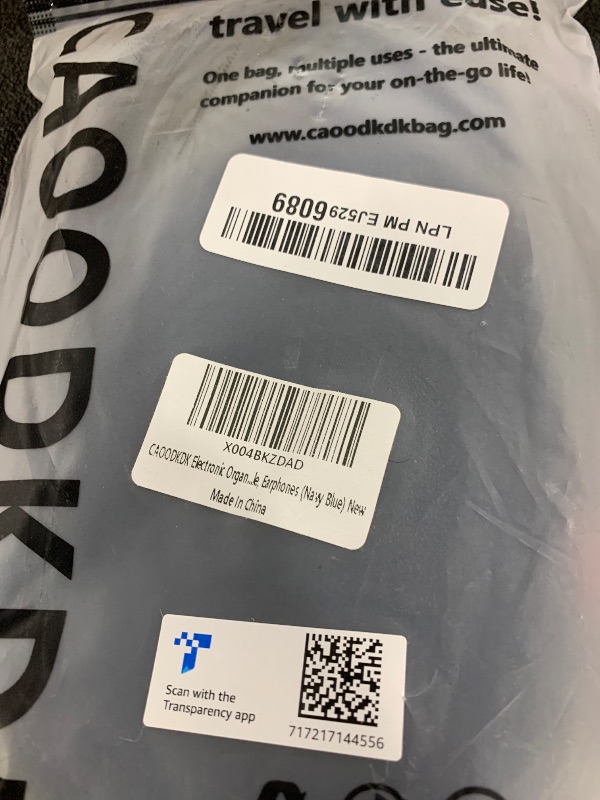 travel with ease!
One bag, multiple uses - the ultimate
companion for your on-the-go life!
www.caoodkdkbag.com
CAOODKD
LPN PM EJ5296089
X004BKZDAD
CAOODKDK Electronic Organ...le, Earphones (Navy Blue) New
Made In China
Scan with the
Transparency app
717217144556